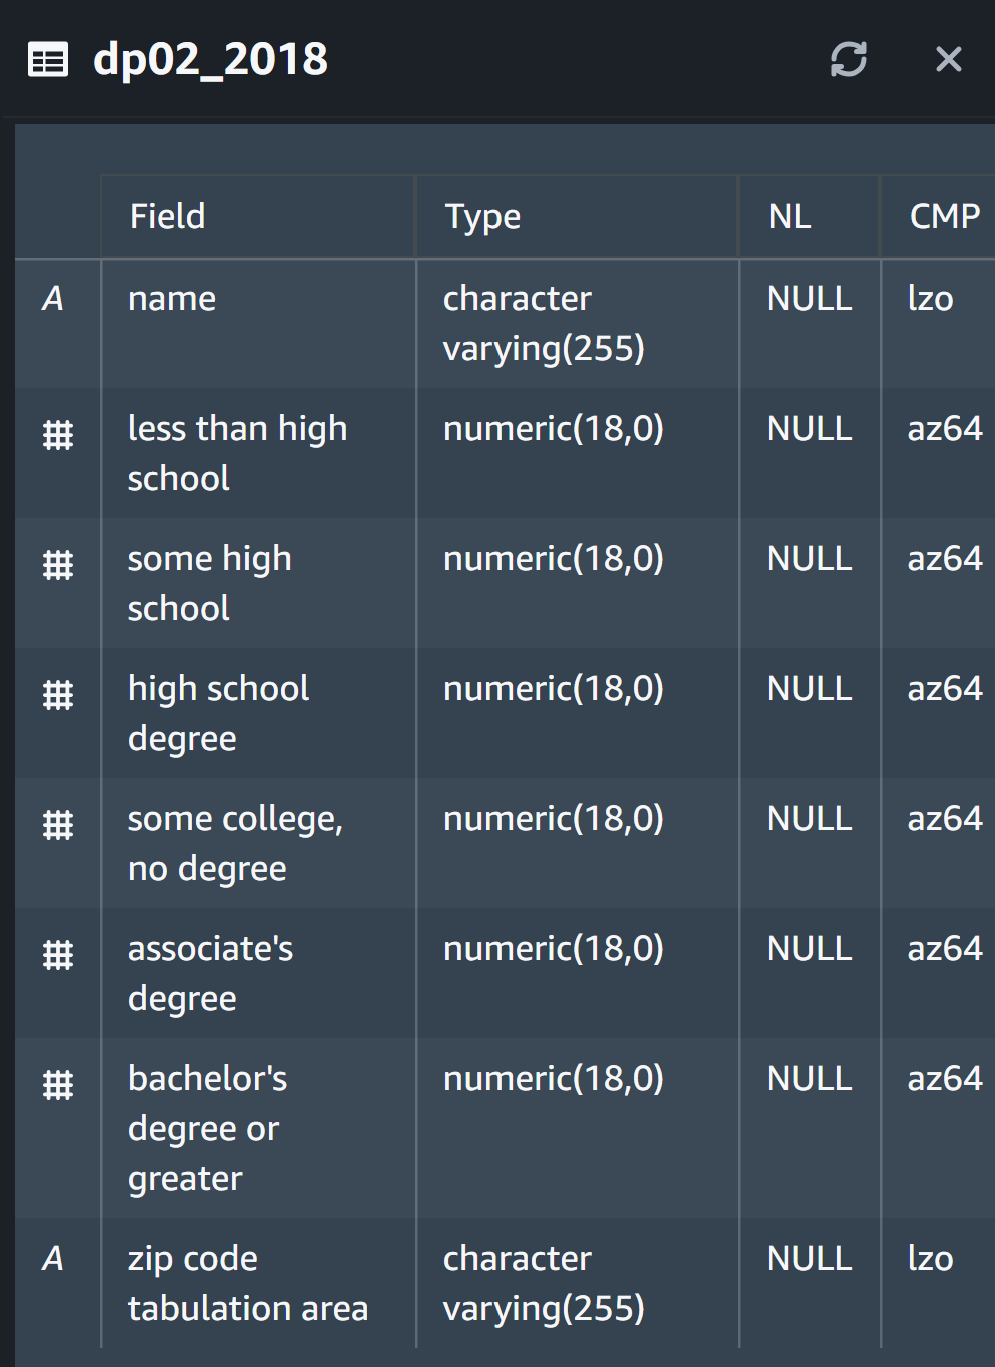 dp02_2018
Field Type NL CMP
A name character NULL lzo
varying(255)
less than high numeric(18,0) NULL az64
school
some high numeric(18,0) NULL az64
school
high school numeric(18,0) NULL az64
degree
some college, numeric(18,0) NULL az64
no degree
associate's numeric(18,0) NULL az64
degree
bachelor's numeric(18,0) NULL az64
degree or
greater
A zip code character NULL lzo
tabulation area varying(255)